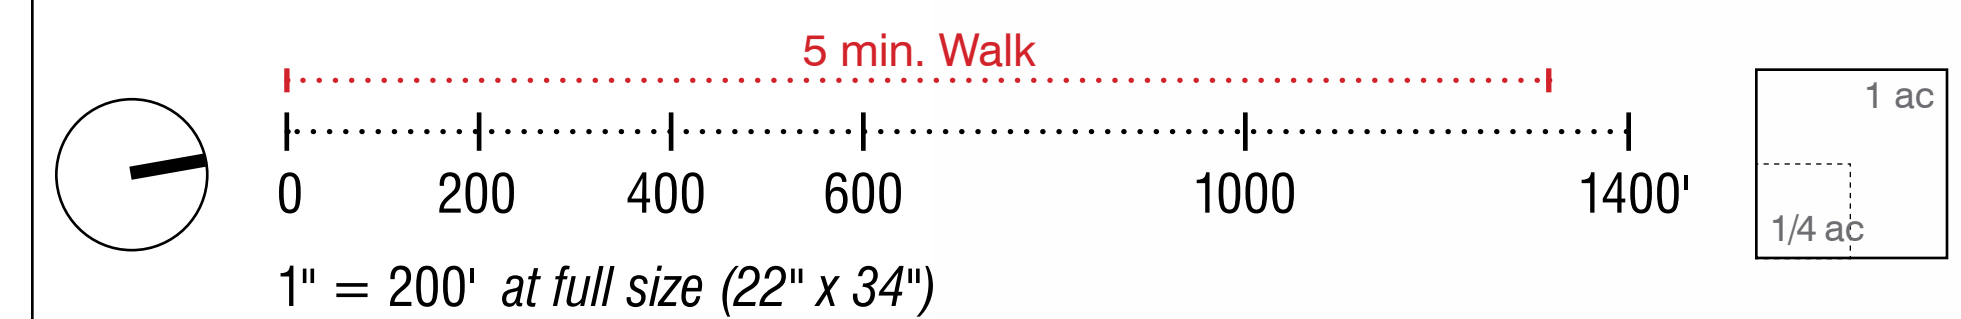 5 min. Walk
0 200 400 600 1000 1400'
1" = 200' at full size (22" x 34")
1 ac
1/4 ac